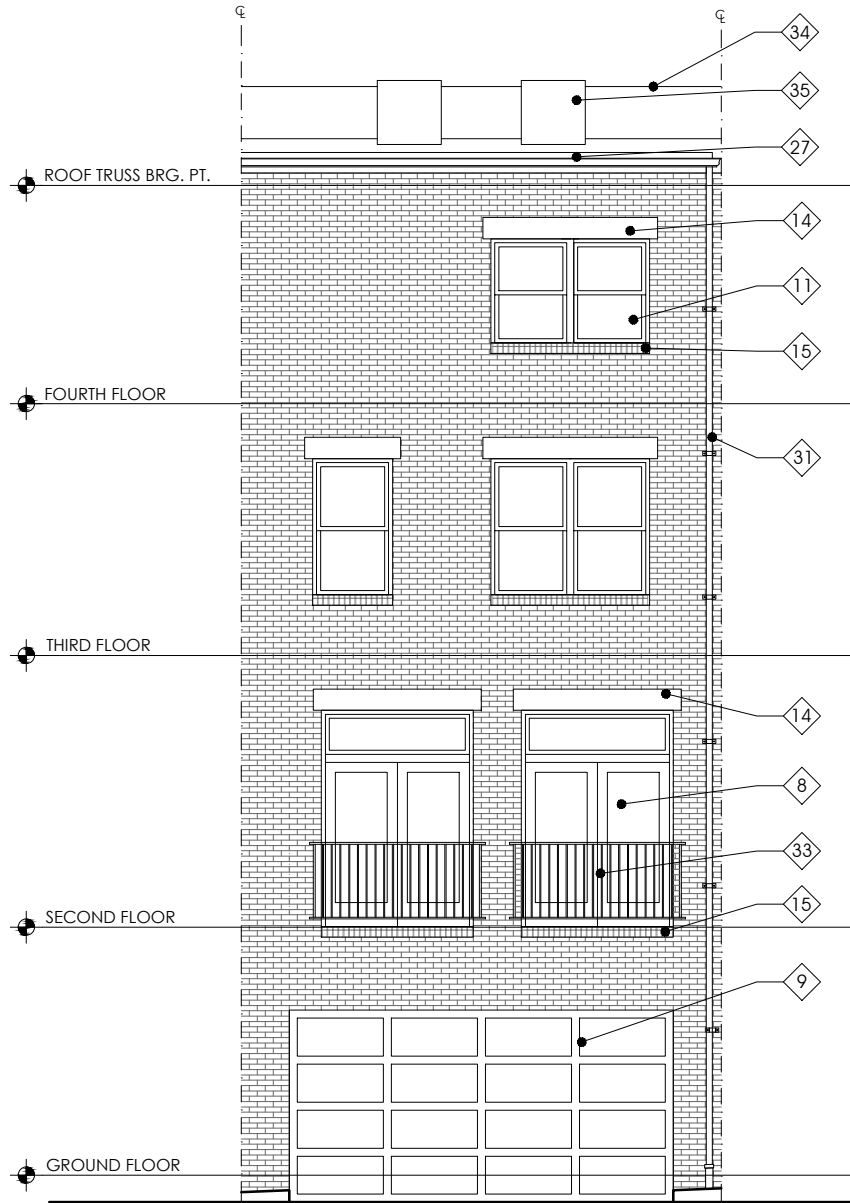 ℄ ℄
34
35
27
ROOF TRUSS BRG. PT.
14
11
15
FOURTH FLOOR
31
THIRD FLOOR
14
8
33
SECOND FLOOR
15
9
GROUND FLOOR